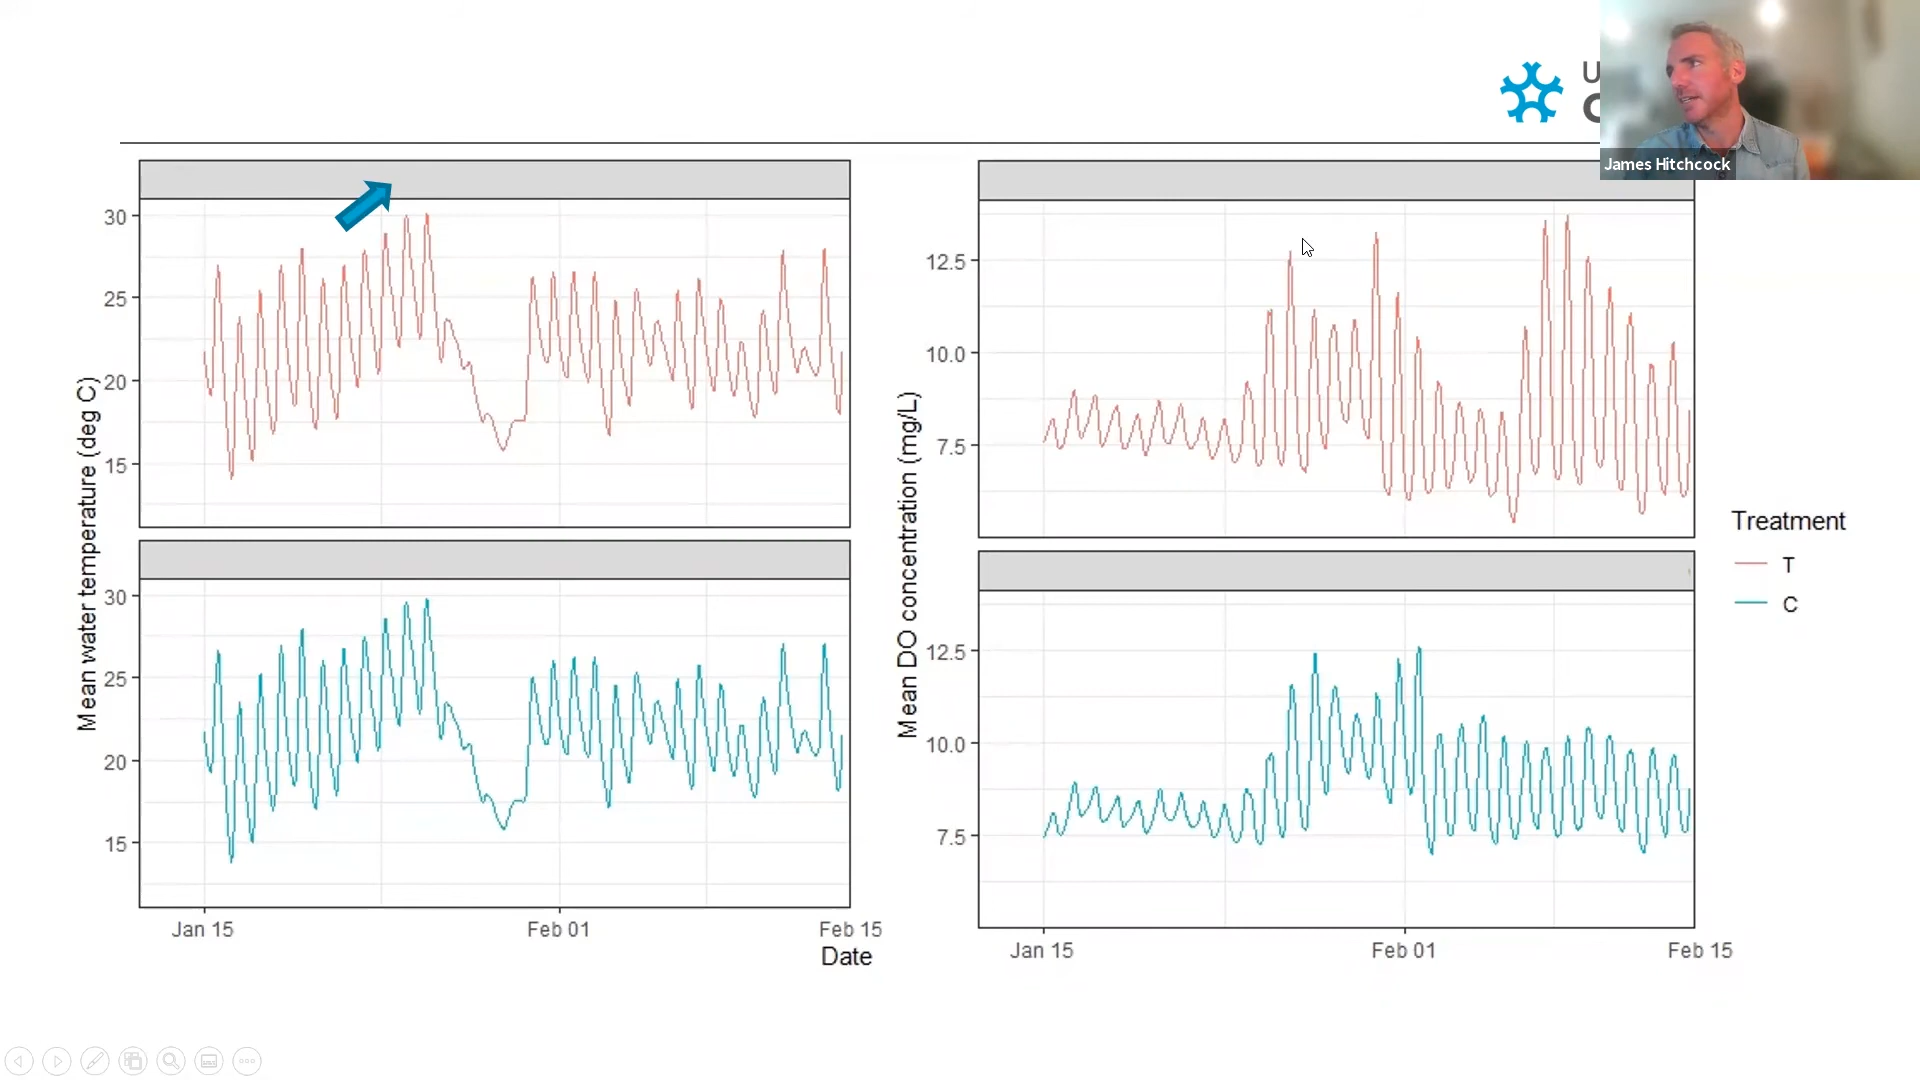 U
C
James Hitchcock
Mean water temperature (deg C)
30
25
20
15
30
25
20
15
Jan 15
Feb 01
Feb 15
Date
Mean DO concentration (mg/L)
12.5
10.0
7.5
12.5
10.0
7.5
Jan 15
Feb 01
Feb 15
Treatment
T
C